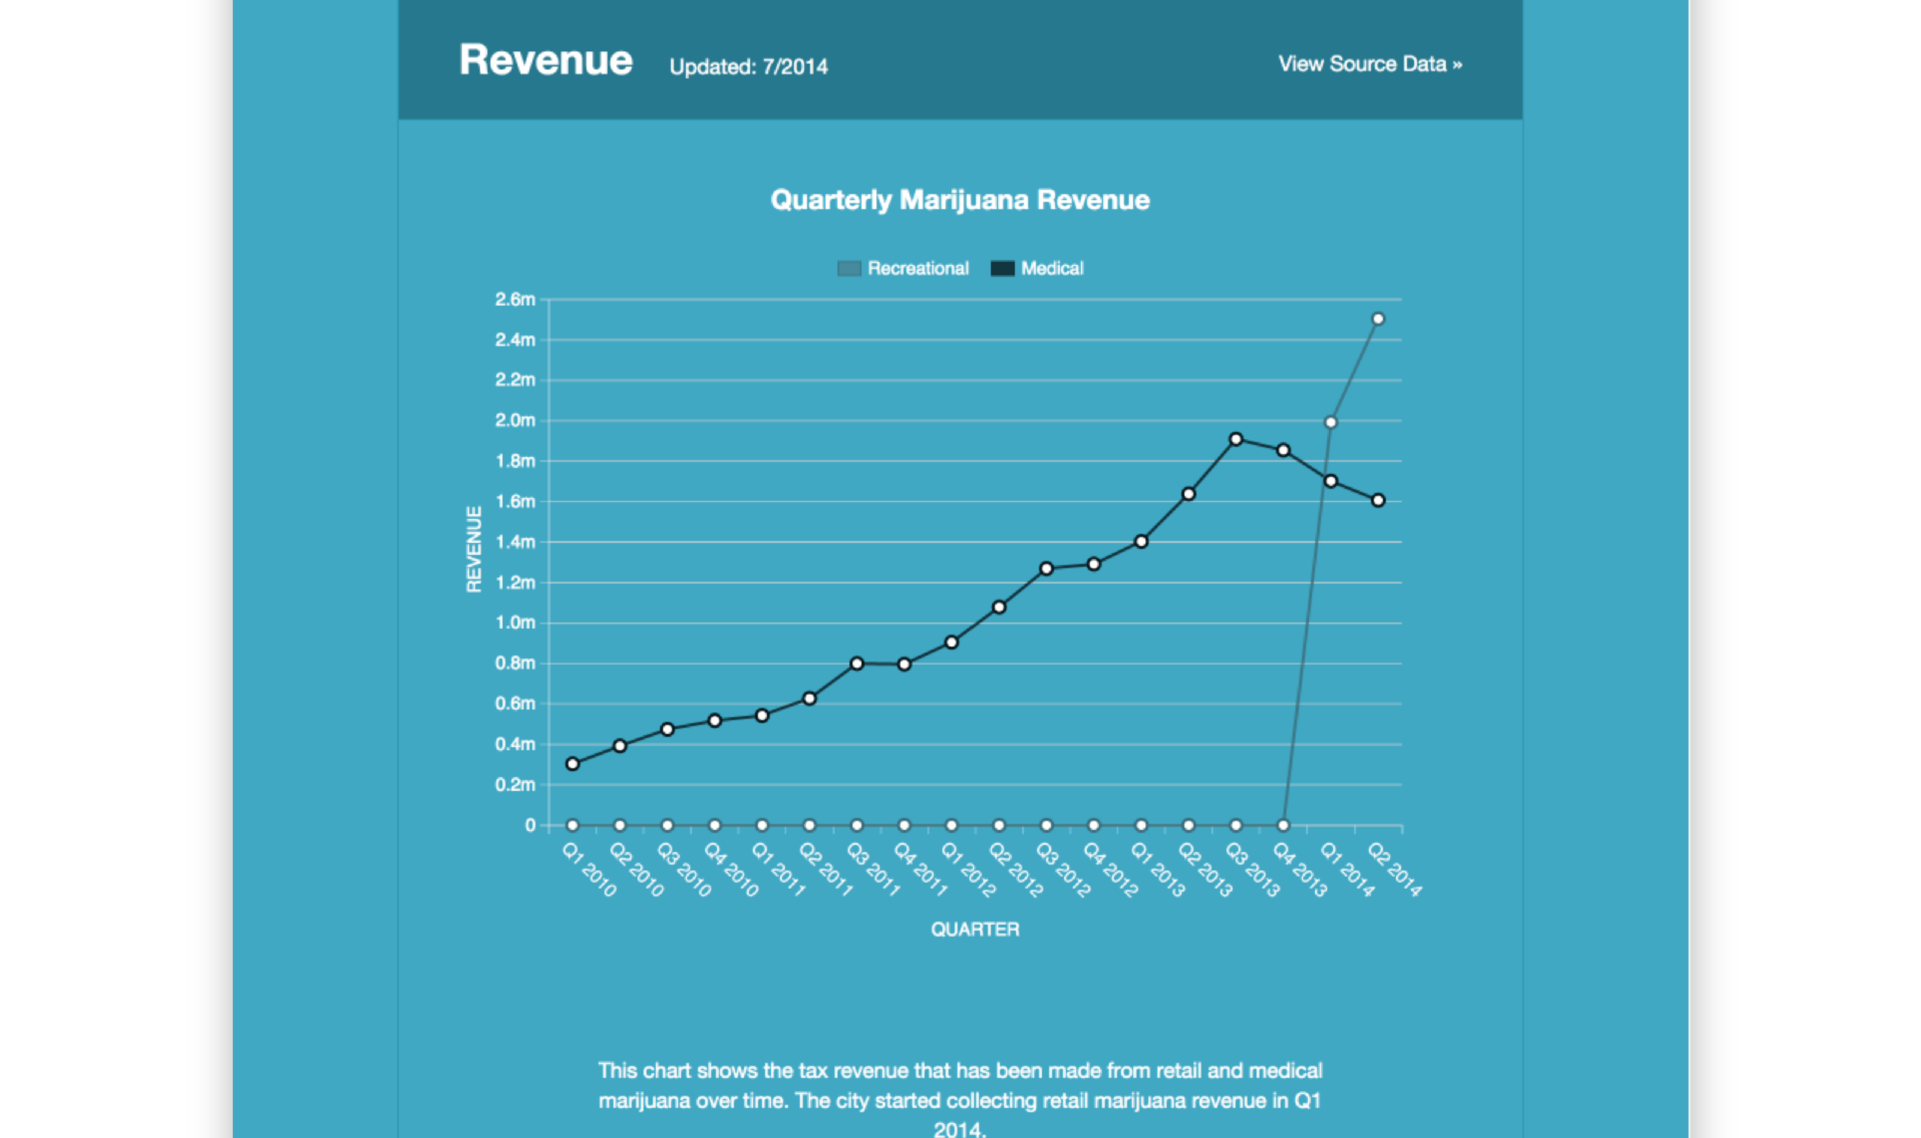 Revenue Updated: 7/2014 View Source Data »
Quarterly Marijuana Revenue
Recreational Medical
2.6m
2.4m
2.2m
2.0m
1.8m
1.6m
1.4m
1.2m
1.0m
0.8m
0.6m
0.4m
0.2m
0
REVENUE
Q1 2010
Q2 2010
Q3 2010
Q4 2010
Q1 2011
Q2 2011
Q3 2011
Q4 2011
Q1 2012
Q2 2012
Q3 2012
Q4 2012
Q1 2013
Q2 2013
Q3 2013
Q4 2013
Q1 2014
Q2 2014
QUARTER
This chart shows the tax revenue that has been made from retail and medical
marijuana over time. The city started collecting retail marijuana revenue in Q1
2014.